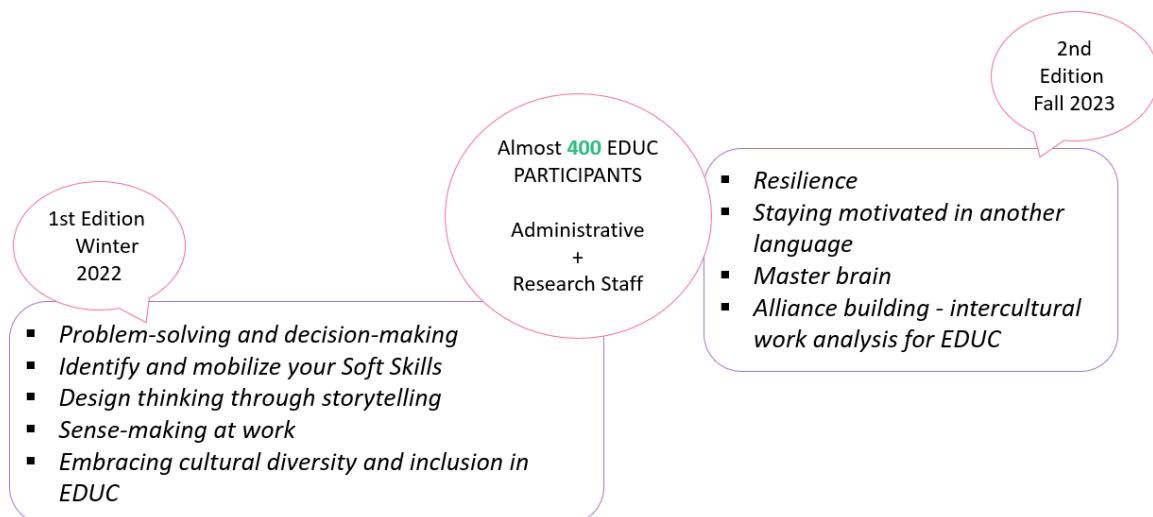 1st Edition
Winter
2022
▪ Problem-solving and decision-making
▪ Identify and mobilize your Soft Skills
▪ Design thinking through storytelling
▪ Sense-making at work
▪ Embracing cultural diversity and inclusion in
EDUC
Almost 400 EDUC
PARTICIPANTS
Administrative
+
Research Staff
2nd
Edition
Fall 2023
▪ Resilience
▪ Staying motivated in another
language
▪ Master brain
▪ Alliance building - intercultural
work analysis for EDUC